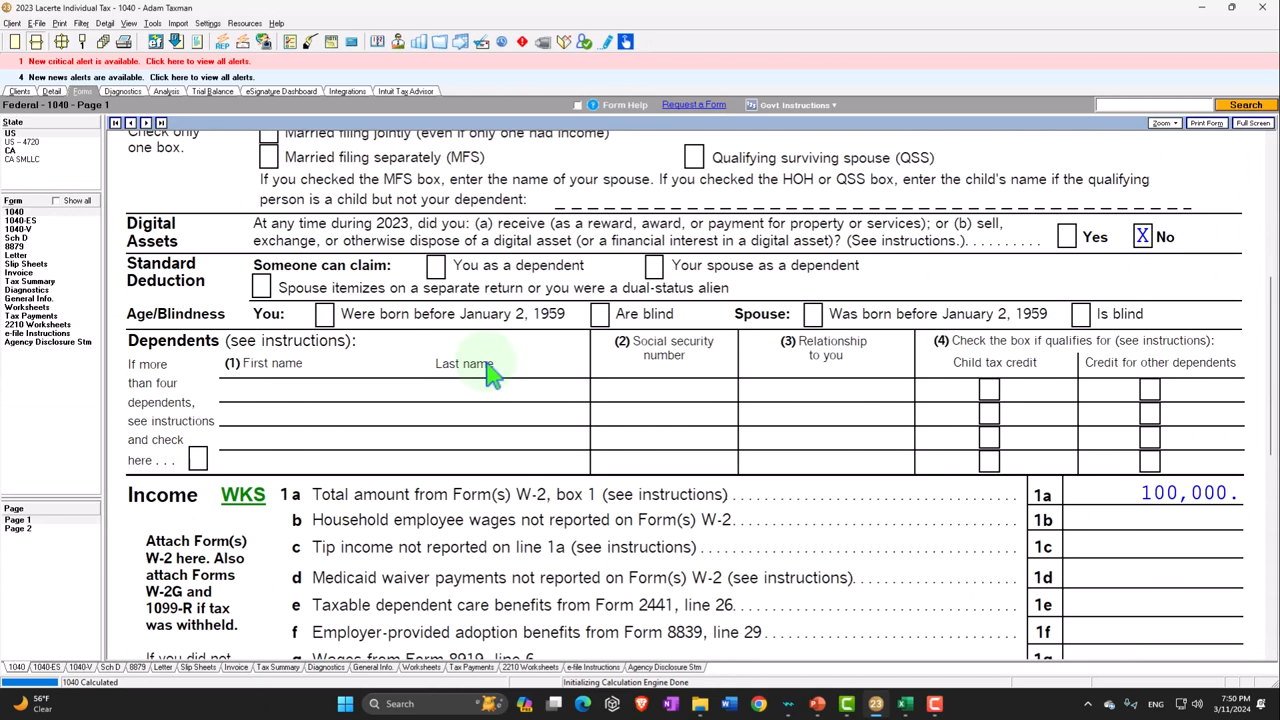 2023 Lacerte Individual Tax - 1040 - Adam Taxman
Client E-File Print Filter Detail View Tools Import Settings Resources Help
1 New critical alert is available. Click here to view all alerts.
4 New news alerts are available. Click here to view all alerts.
Clients Detail Forms Diagnostics Analysis Trial Balance eSignature Dashboard Integrations Intuit Tax Advisor
Federal - 1040 - Page 1
Form Help Request a Form Govt Instructions Search
State
US
US - 4720
CA
CA SMLLC
Form Show all
1040
1040-ES
1040-V
Sch D
8879
Letter
Slip Sheets
Invoice
Tax Summary
Diagnostics
General Info.
Worksheets
Tax Payments
2210 Worksheets
e-file Instructions
Agency Disclosure Stm
Page
Page 1
Page 2
Zoom Print Form Full Screen
Check only
one box.
Married filing jointly (even if only one had income)
Married filing separately (MFS) Qualifying surviving spouse (QSS)
If you checked the MFS box, enter the name of your spouse. If you checked the HOH or QSS box, enter the child's name if the qualifying
person is a child but not your dependent:
Digital
Assets
At any time during 2023, did you: (a) receive (as a reward, award, or payment for property or services); or (b) sell,
exchange, or otherwise dispose of a digital asset (or a financial interest in a digital asset)? (See instructions.) Yes X No
Standard
Deduction
Someone can claim: You as a dependent Your spouse as a dependent
Spouse itemizes on a separate return or you were a dual-status alien
Age/Blindness You: Were born before January 2, 1959 Are blind Spouse: Was born before January 2, 1959 Is blind
Dependents (see instructions):
(2) Social security
number
(3) Relationship
to you
(4) Check the box if qualifies for (see instructions):
If more
than four
dependents,
see instructions
and check
here . . .
(1) First name Last name Child tax credit Credit for other dependents
Income WKS 1a Total amount from Form(s) W-2, box 1 (see instructions) 1a 100,000.
b Household employee wages not reported on Form(s) W-2 1b
c Tip income not reported on line 1a (see instructions) 1c
d Medicaid waiver payments not reported on Form(s) W-2 (see instructions) 1d
e Taxable dependent care benefits from Form 2441, line 26 1e
f Employer-provided adoption benefits from Form 8839, line 29 1f
g Wages from Form 8919, line 6 1g
Attach Form(s)
W-2 here. Also
attach Forms
W-2G and
1099-R if tax
was withheld.
If you did not
1040 1040-ES 1040-V Sch D 8879 Letter Slip Sheets Invoice Tax Summary Diagnostics General Info. Worksheets Tax Payments 2210 Worksheets e-file Instructions Agency Disclosure Stm
1040 Calculated Initializing Calculation Engine Done
56°F
Clear
Search
ENG
7:50 PM
3/11/2024